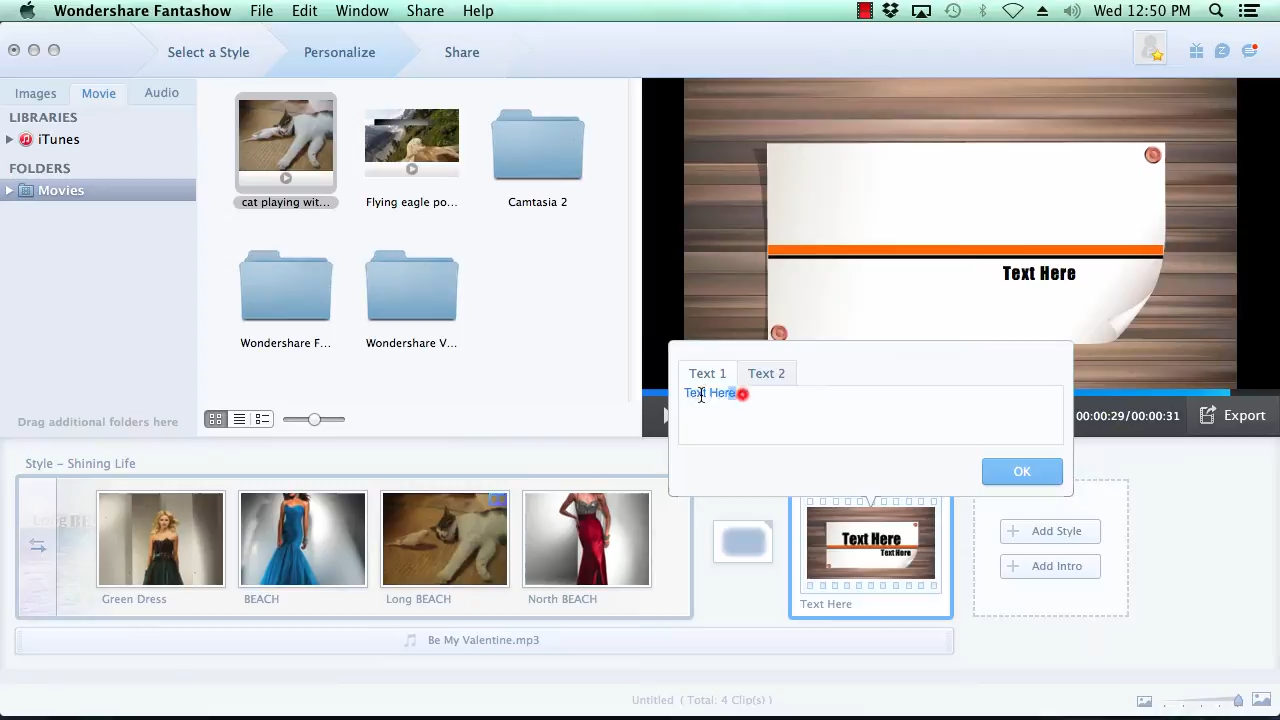 Wondershare Fantashow File Edit Window Share Help Wed 12:50 PM
Select a Style Personalize Share
Images Movie Audio
LIBRARIES
iTunes
FOLDERS
Movies
cat playing wit... Flying eagle po... Camtasia 2
Wondershare F... Wondershare V...
Drag additional folders here
Text Here
Text 1 Text 2
Text Here
00:00:29/00:00:31 Export
OK
Style – Shining Life
Green Dress BEACH Long BEACH North BEACH
Text Here
Text Here
Text Here
Add Style
Add Intro
Be My Valentine.mp3
Untitled ( Total: 4 Clip(s) )